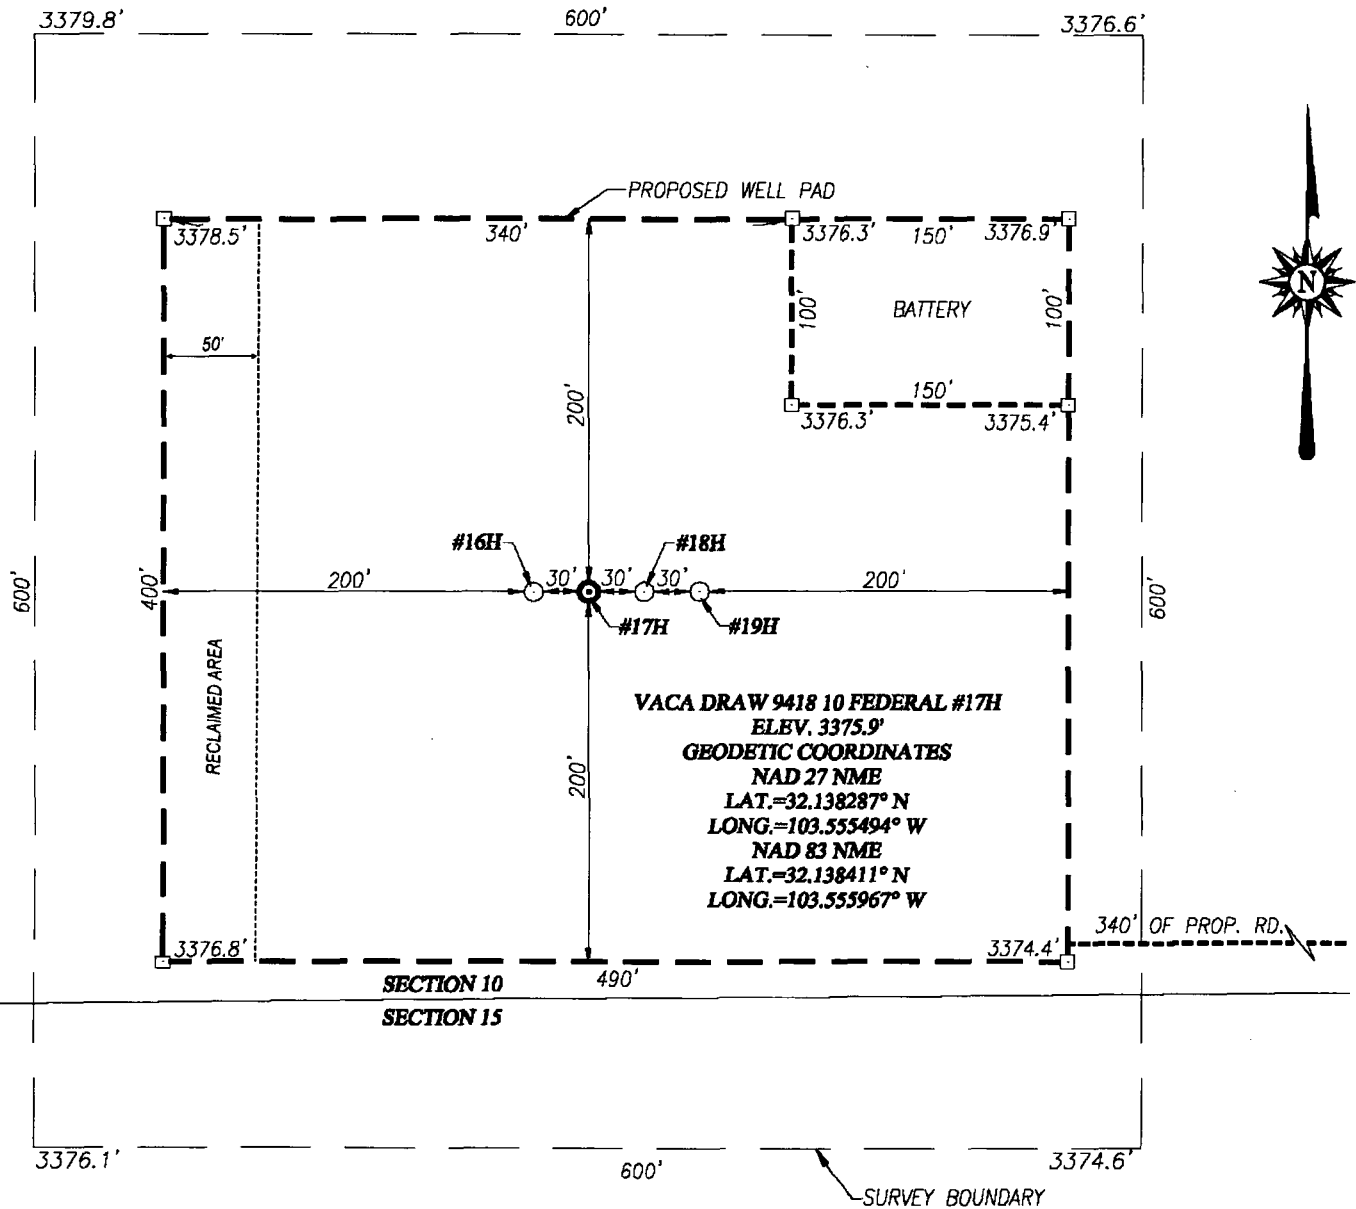 3379.8'
600'
3376.6'
PROPOSED WELL PAD
3378.5'
340'
3376.3'
150'
3376.9'
N
50'
100'
BATTERY
100'
200'
150'
3376.3'
3375.4'
#16H
#18H
600'
400'
200'
30'
30'
30'
200'
600'
#17H
#19H
RECLAIMED AREA
200'
VACA DRAW 9418 10 FEDERAL #17H
ELEV. 3375.9'
GEODETIC COORDINATES
NAD 27 NME
LAT.=32.138287° N
LONG.=103.555494° W
NAD 83 NME
LAT.=32.138411° N
LONG.=103.555967° W
340' OF PROP. RD.
3376.8'
3374.4'
490'
SECTION 10
SECTION 15
3376.1'
600'
3374.6'
SURVEY BOUNDARY